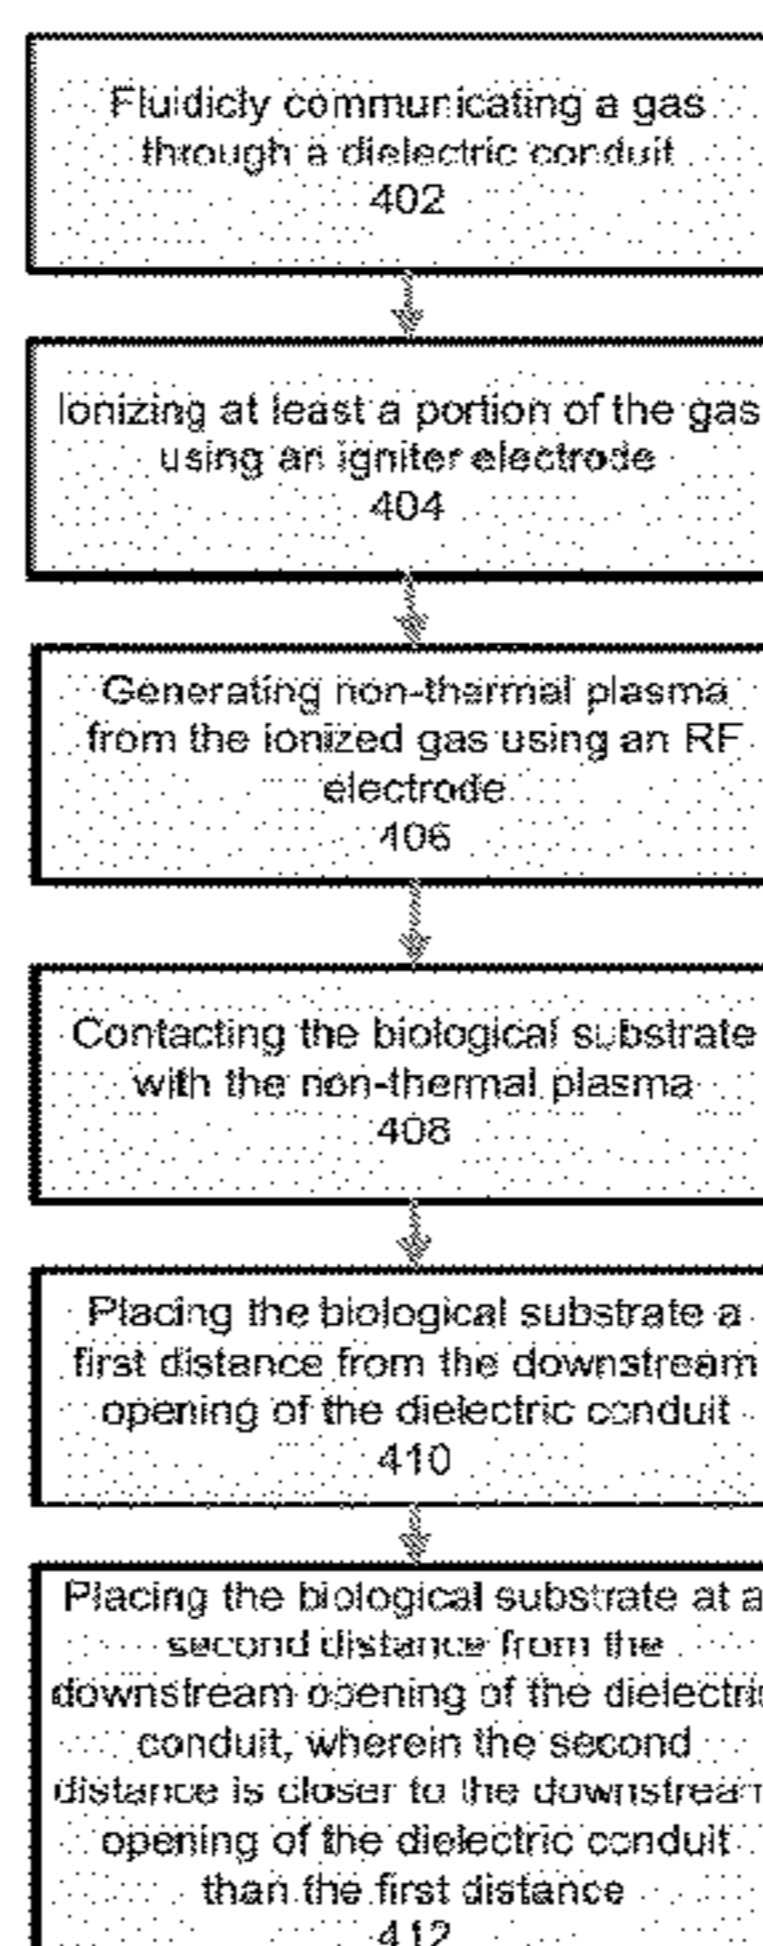 Fluidicly communicating a gas
through a dielectric conduit
402
Ionizing at least a portion of the gas
using an igniter electrode
404
Generating non-thermal plasma
from the ionized gas using an RF
electrode
406
Contacting the biological substrate
with the non-thermal plasma
408
Placing the biological substrate a
first distance from the downstream
opening of the dielectric conduit
410
Placing the biological substrate at a
second distance from the
downstream opening of the dielectric
conduit, wherein the second
distance is closer to the downstream
opening of the dielectric conduit
than the first distance
412